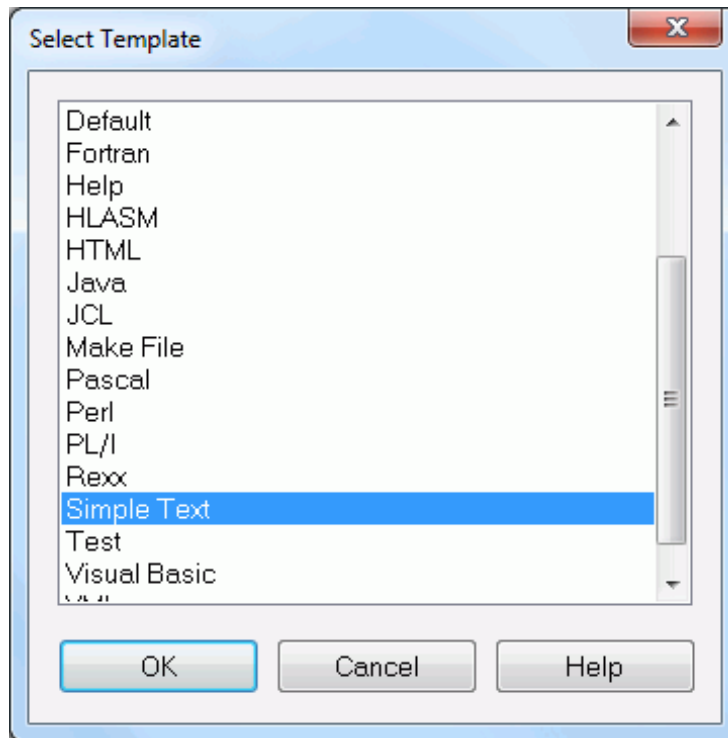 Select Template
Default
Fortran
Help
HLASM
HTML
Java
JCL
Make File
Pascal
Perl
PL/I
Rexx
Simple Text
Test
Visual Basic
OK
Cancel
Help